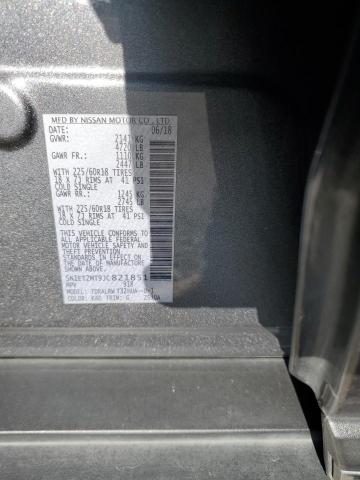 MFD BY NISSAN MOTOR CO., LTD.
DATE: 06/18
GVWR: 2141 KG
4720 LB
GAWR FR.: 1110 KG
2447 LB
WITH 225/60R18 TIRES
18 X 7J RIMS AT 41 PSI
COLD SINGLE
GAWR RR.: 1245 KG
2745 LB
WITH 225/60R18 TIRES
18 X 7J RIMS AT 41 PSI
COLD SINGLE
THIS VEHICLE CONFORMS TO
ALL APPLICABLE FEDERAL
MOTOR VEHICLE SAFETY
AND THEFT PREVENTION
STANDARDS IN EFFECT ON
THE DATE OF MANUFACTURE
SHOWN ABOVE.
5N1ET2MT9JC821851
MPV 918
MODEL:
COLOR: KAD TRIM: G